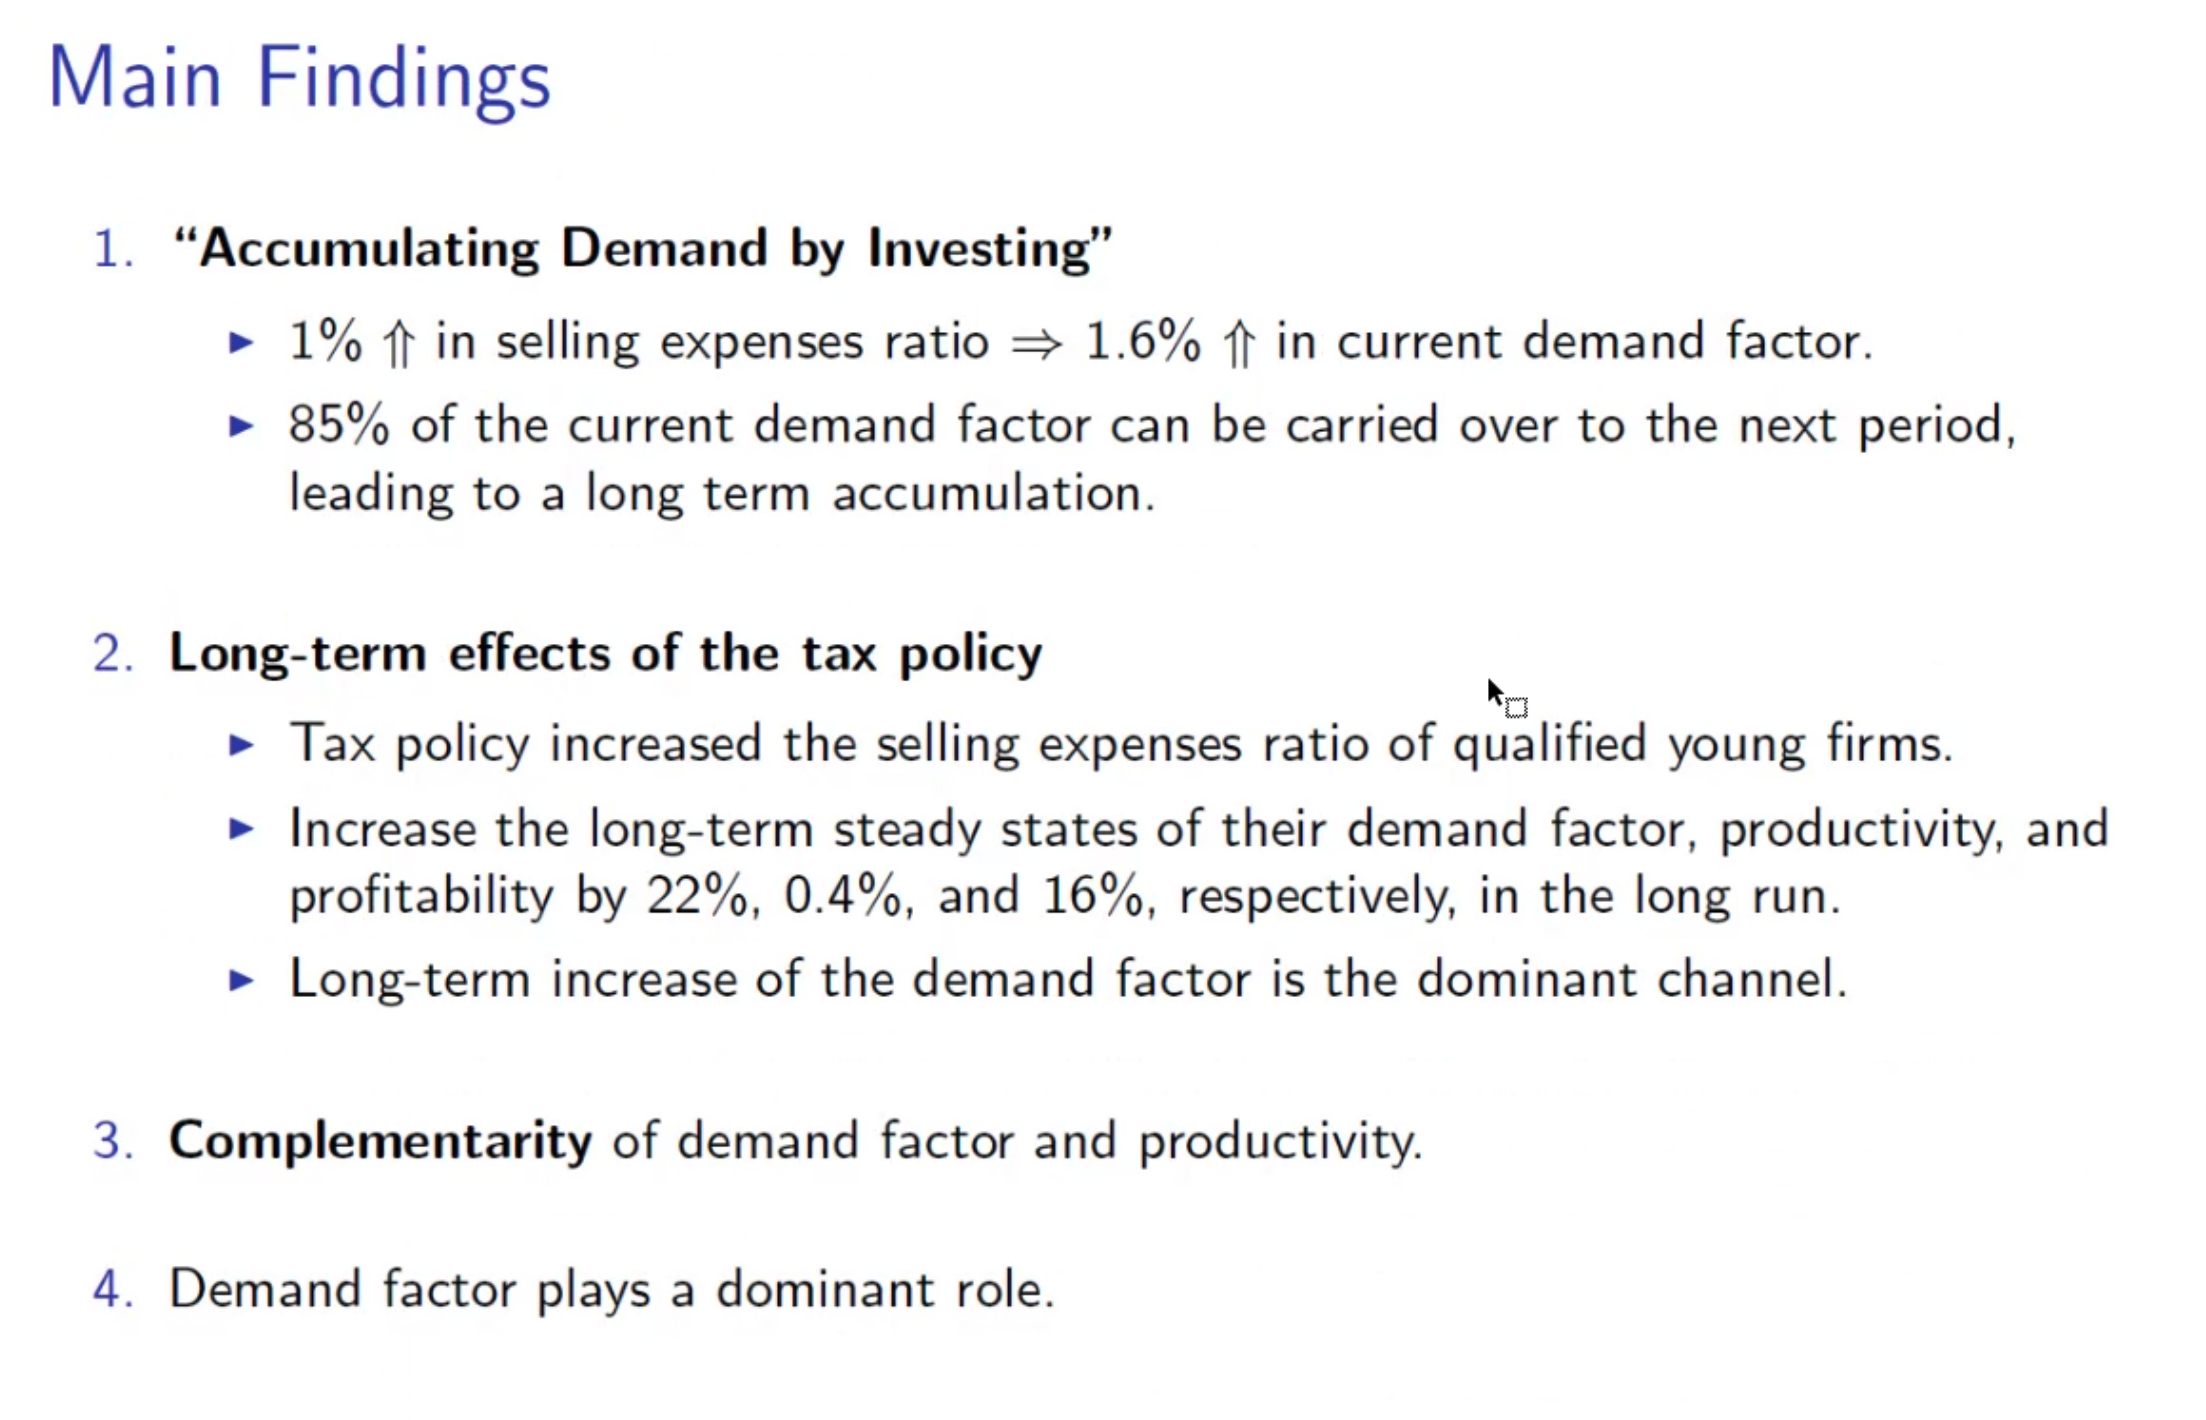 Main Findings
1. “Accumulating Demand by Investing”
▶ 1% ⇑ in selling expenses ratio ⇒ 1.6% ⇑ in current demand factor.
▶ 85% of the current demand factor can be carried over to the next period,
leading to a long term accumulation.
2. Long-term effects of the tax policy
▶ Tax policy increased the selling expenses ratio of qualified young firms.
▶ Increase the long-term steady states of their demand factor, productivity, and
profitability by 22%, 0.4%, and 16%, respectively, in the long run.
▶ Long-term increase of the demand factor is the dominant channel.
3. Complementarity of demand factor and productivity.
4. Demand factor plays a dominant role.